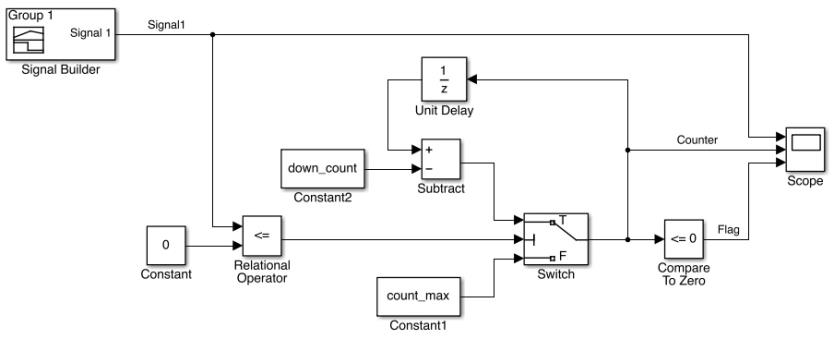 Group 1
Signal 1
Signal1
Signal Builder
1
z
Unit Delay
Counter
+
−
down_count
Subtract
Scope
Constant2
T
Flag
0
<=
<= 0
F
Constant
Relational
Operator
Switch
Compare
To Zero
count_max
Constant1